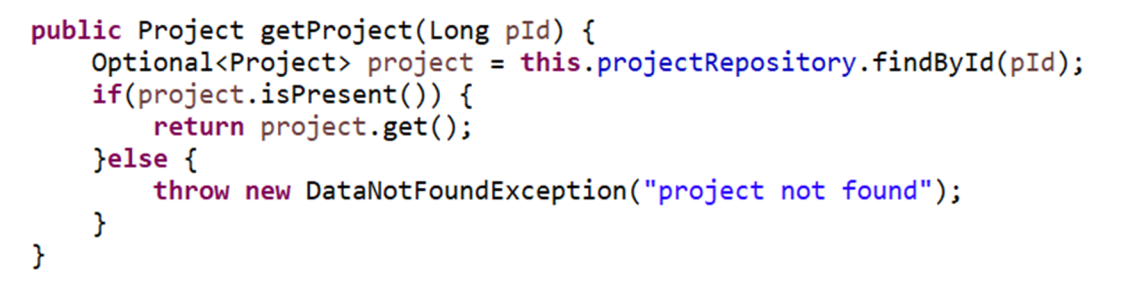 public Project getProject(Long pId) {
    Optional<Project> project = this.projectRepository.findById(pId);
    if(project.isPresent()) {
        return project.get();
    }else {
        throw new DataNotFoundException("project not found");
    }
}